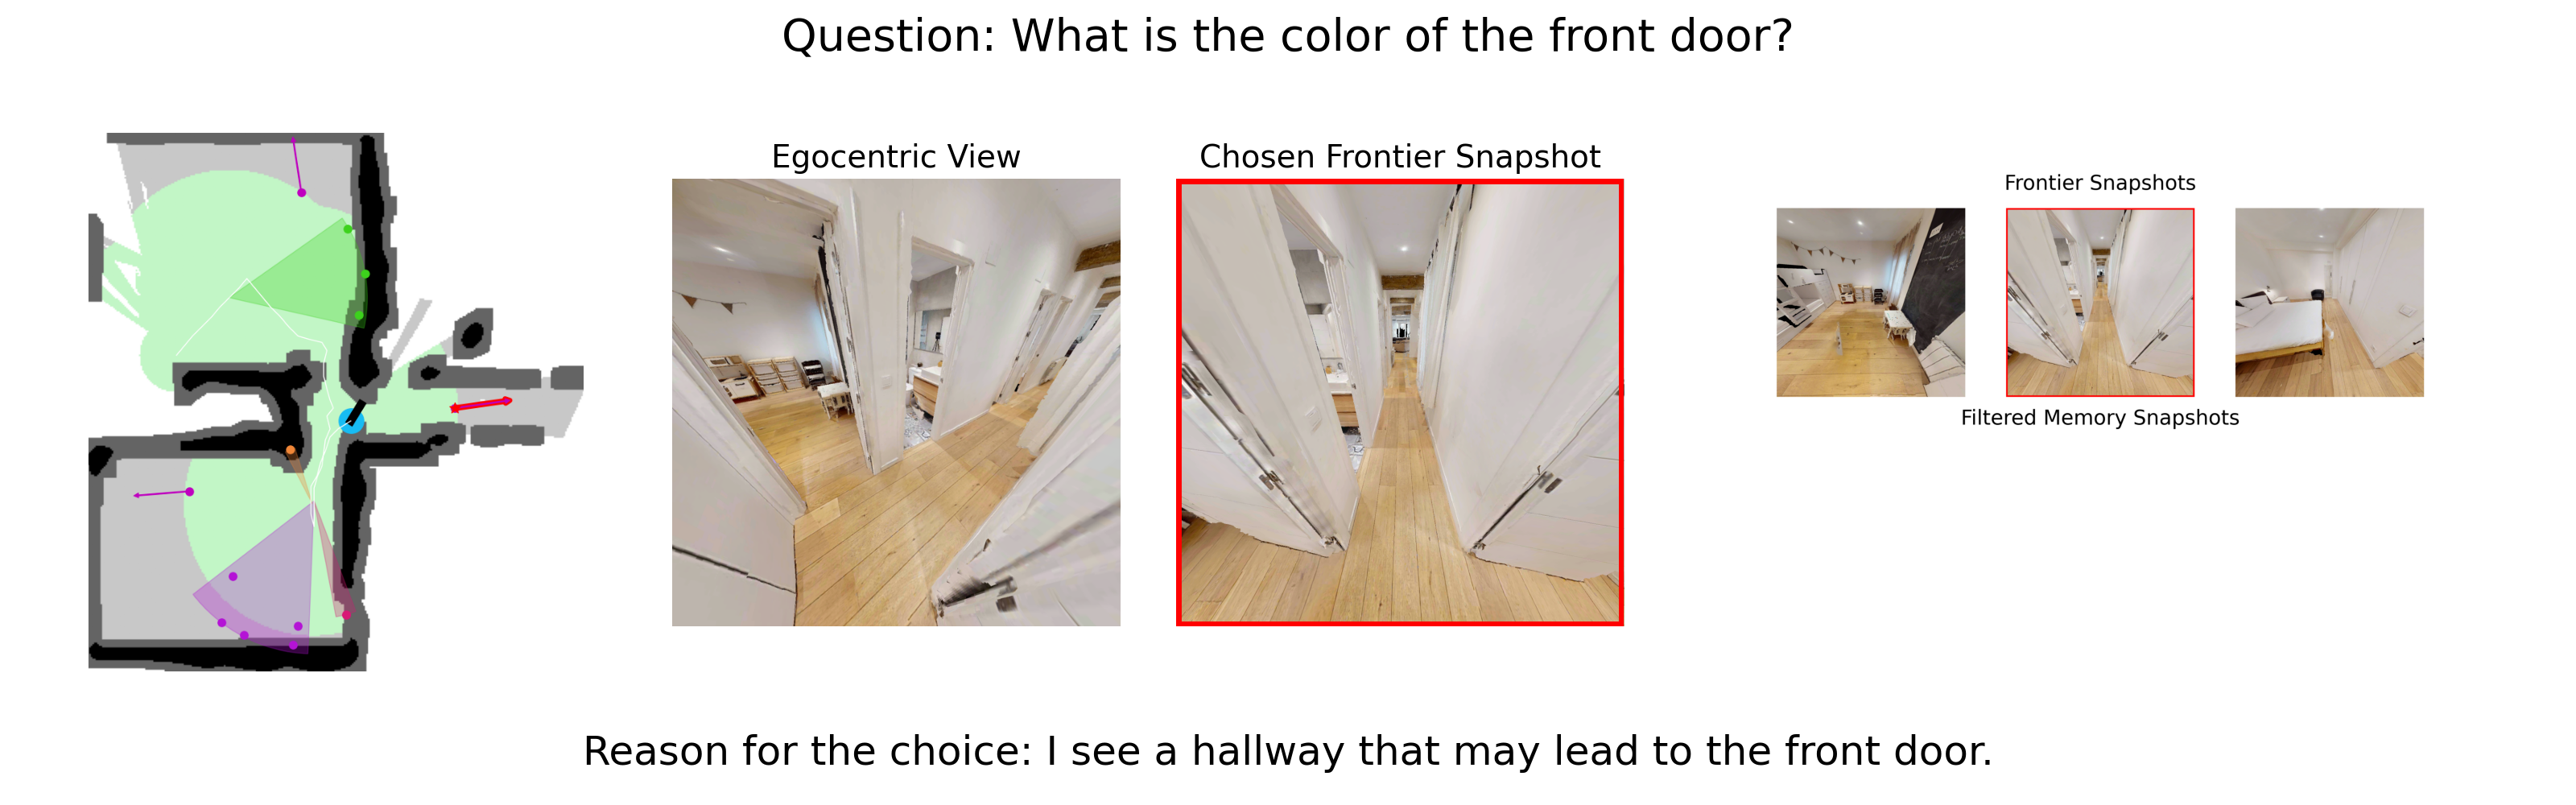 Question: What is the color of the front door?
Egocentric View
Chosen Frontier Snapshot
Frontier Snapshots
Filtered Memory Snapshots
Reason for the choice: I see a hallway that may lead to the front door.